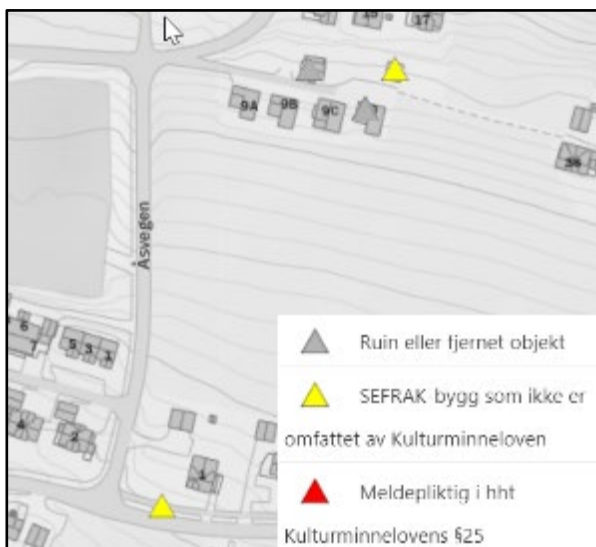 15
17
9A
9B
9C
Åsvegen
6
7
5
3
1
2
1
Ruin eller fjernet objekt
SEFRAK-bygg som ikke er
omfattet av Kulturminneloven
Meldepliktig i hht
Kulturminnelovens §25